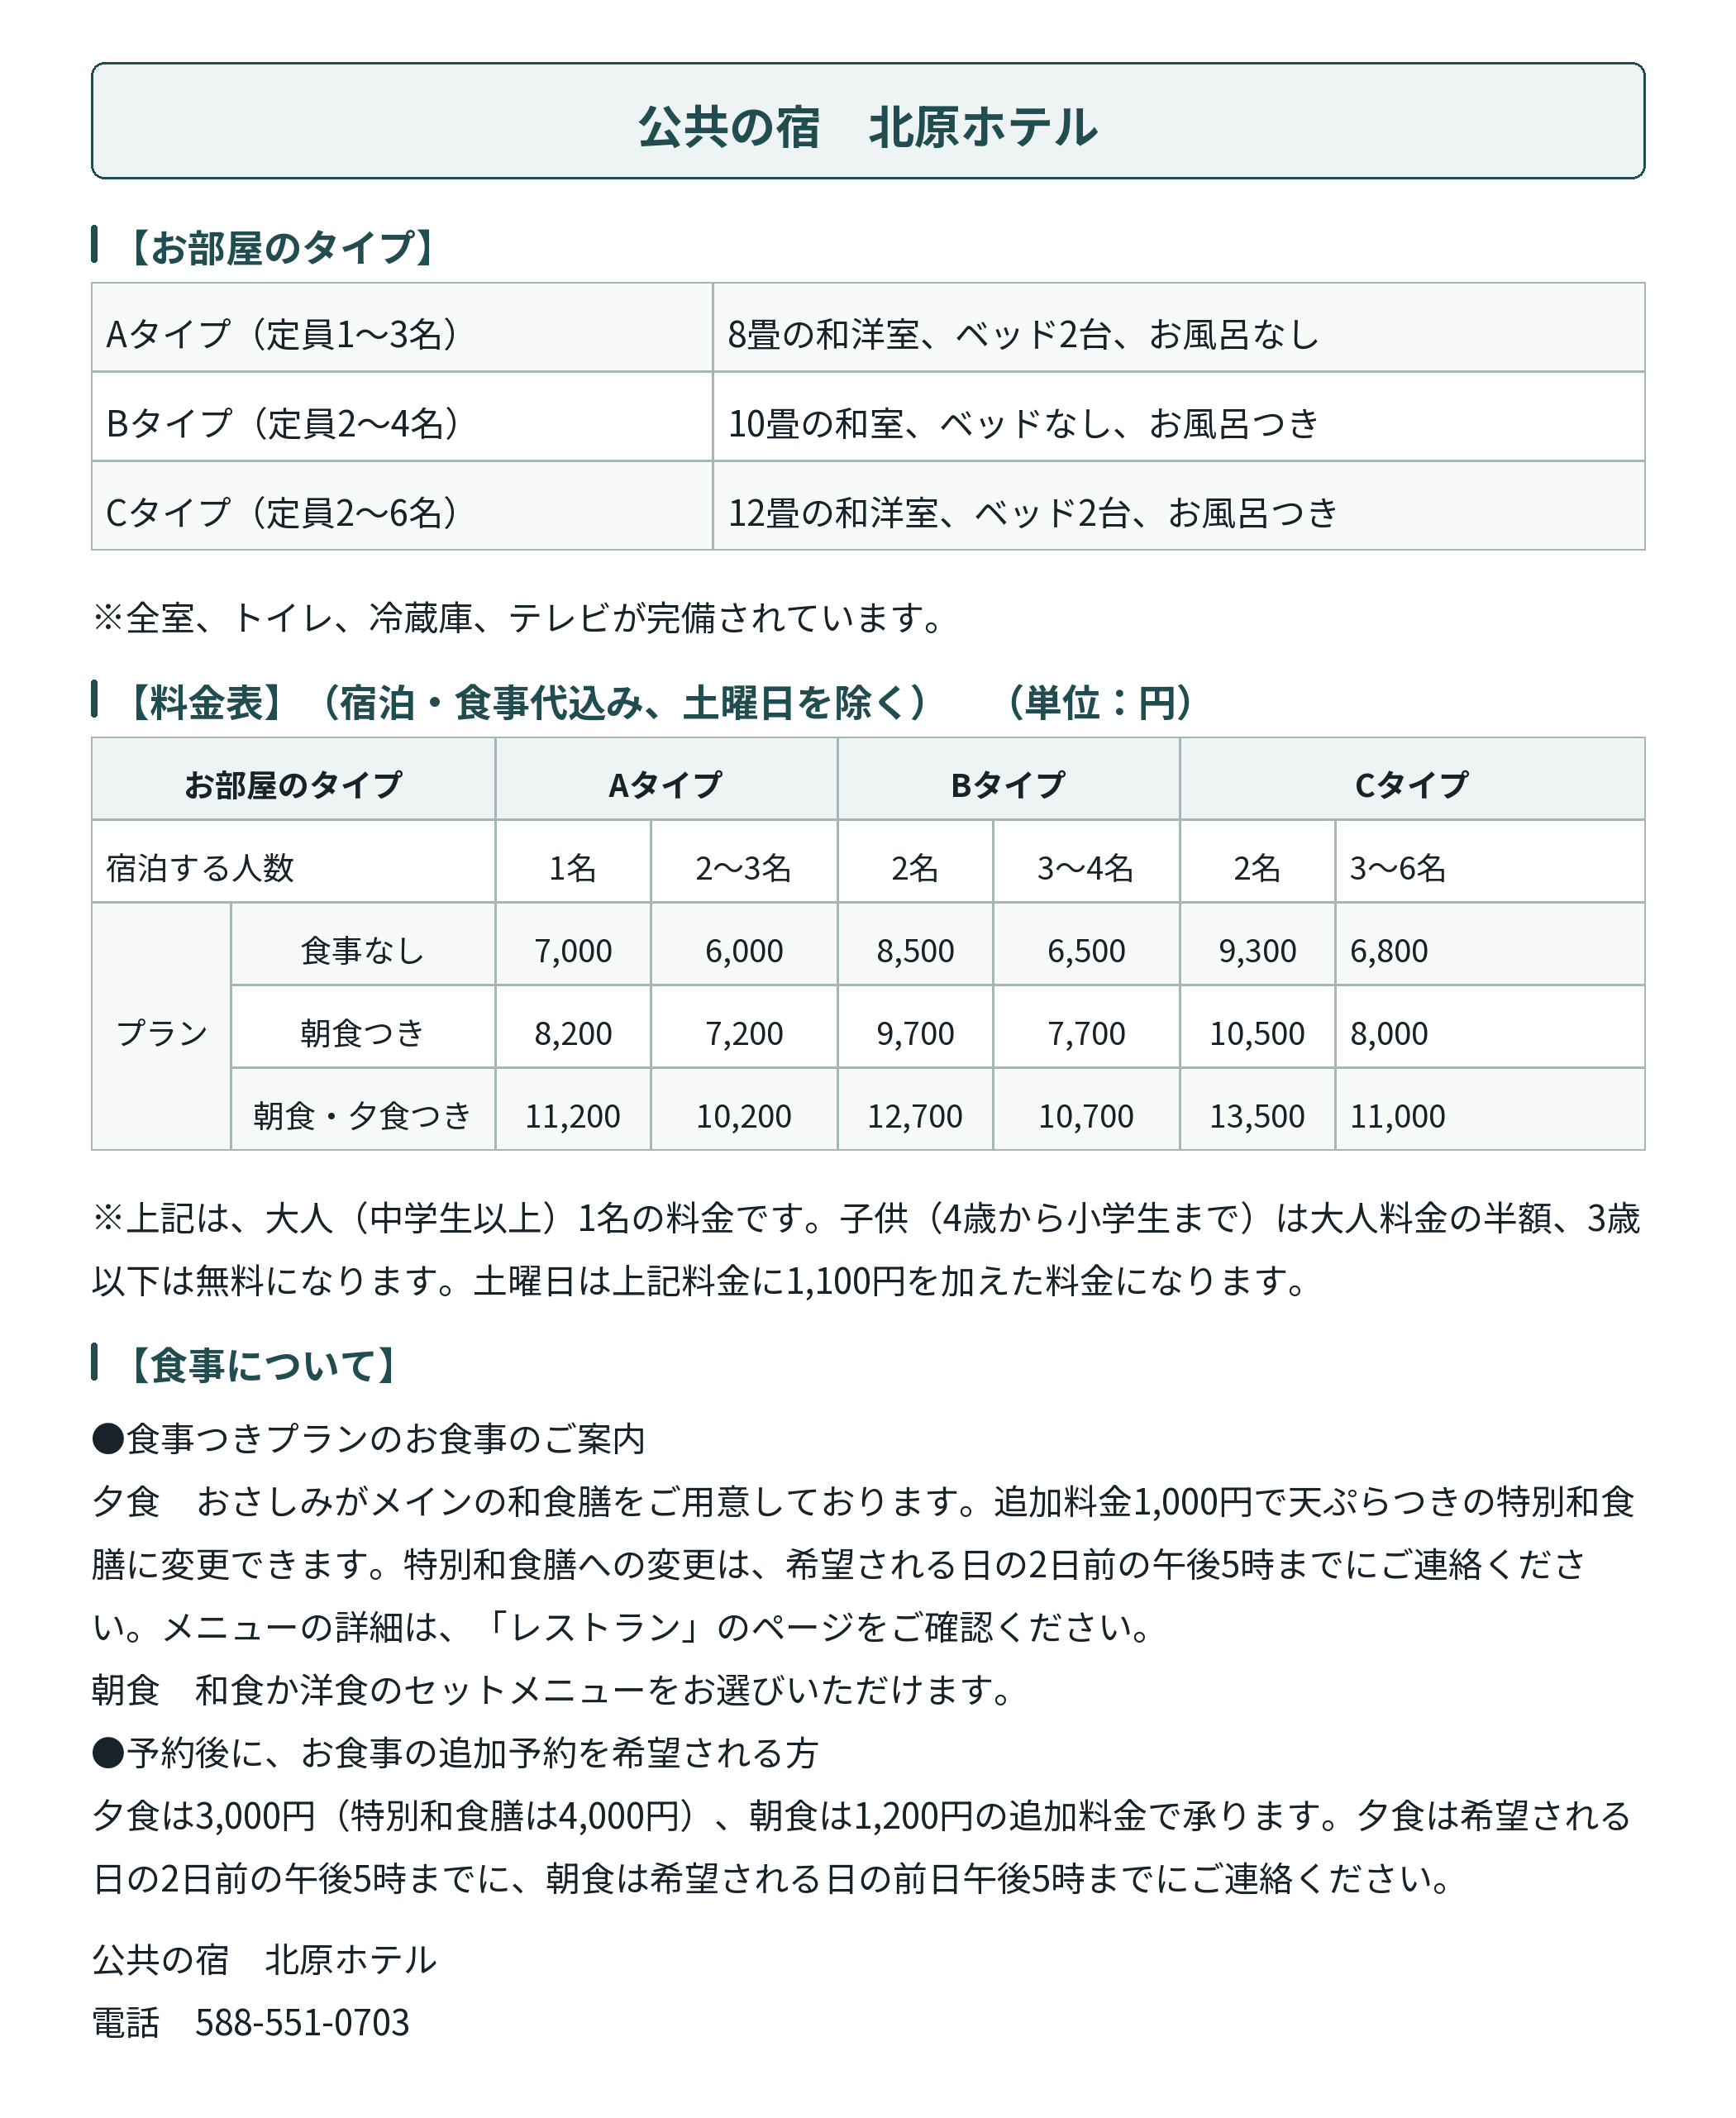 公共の宿　北原ホテル
【お部屋のタイプ】
Aタイプ（定員1〜3名）　8畳の和洋室、ベッド2台、お風呂なし
Bタイプ（定員2〜4名）　10畳の和室、ベッドなし、お風呂つき
Cタイプ（定員2〜6名）　12畳の和洋室、ベッド2台、お風呂つき
※全室、トイレ、冷蔵庫、テレビが完備されています。
【料金表】（宿泊・食事代込み、土曜日を除く）　（単位：円）
お部屋のタイプ　Aタイプ　Bタイプ　Cタイプ
宿泊する人数　1名　2〜3名　2名　3〜4名　2名　3〜6名
食事なし　7,000　6,000　8,500　6,500　9,300　6,800
プラン　朝食つき　8,200　7,200　9,700　7,700　10,500　8,000
朝食・夕食つき　11,200　10,200　12,700　10,700　13,500　11,000
※上記は、大人（中学生以上）1名の料金です。子供（4歳から小学生まで）は大人料金の半額、3歳
以下は無料になります。土曜日は上記料金に1,100円を加えた料金になります。
【食事について】
●食事つきプランのお食事のご案内
夕食　おさしみがメインの和食膳をご用意しております。追加料金1,000円で天ぷらつきの特別和食
膳に変更できます。特別和食膳への変更は、希望される日の2日前の午後5時までにご連絡くださ
い。メニューの詳細は、「レストラン」のページをご確認ください。
朝食　和食か洋食のセットメニューをお選びいただけます。
●予約後に、お食事の追加予約を希望される方
夕食は3,000円（特別和食膳は4,000円）、朝食は1,200円の追加料金で承ります。夕食は希望される
日の2日前の午後5時までに、朝食は希望される日の前日午後5時までにご連絡ください。
公共の宿　北原ホテル
電話　588-551-0703